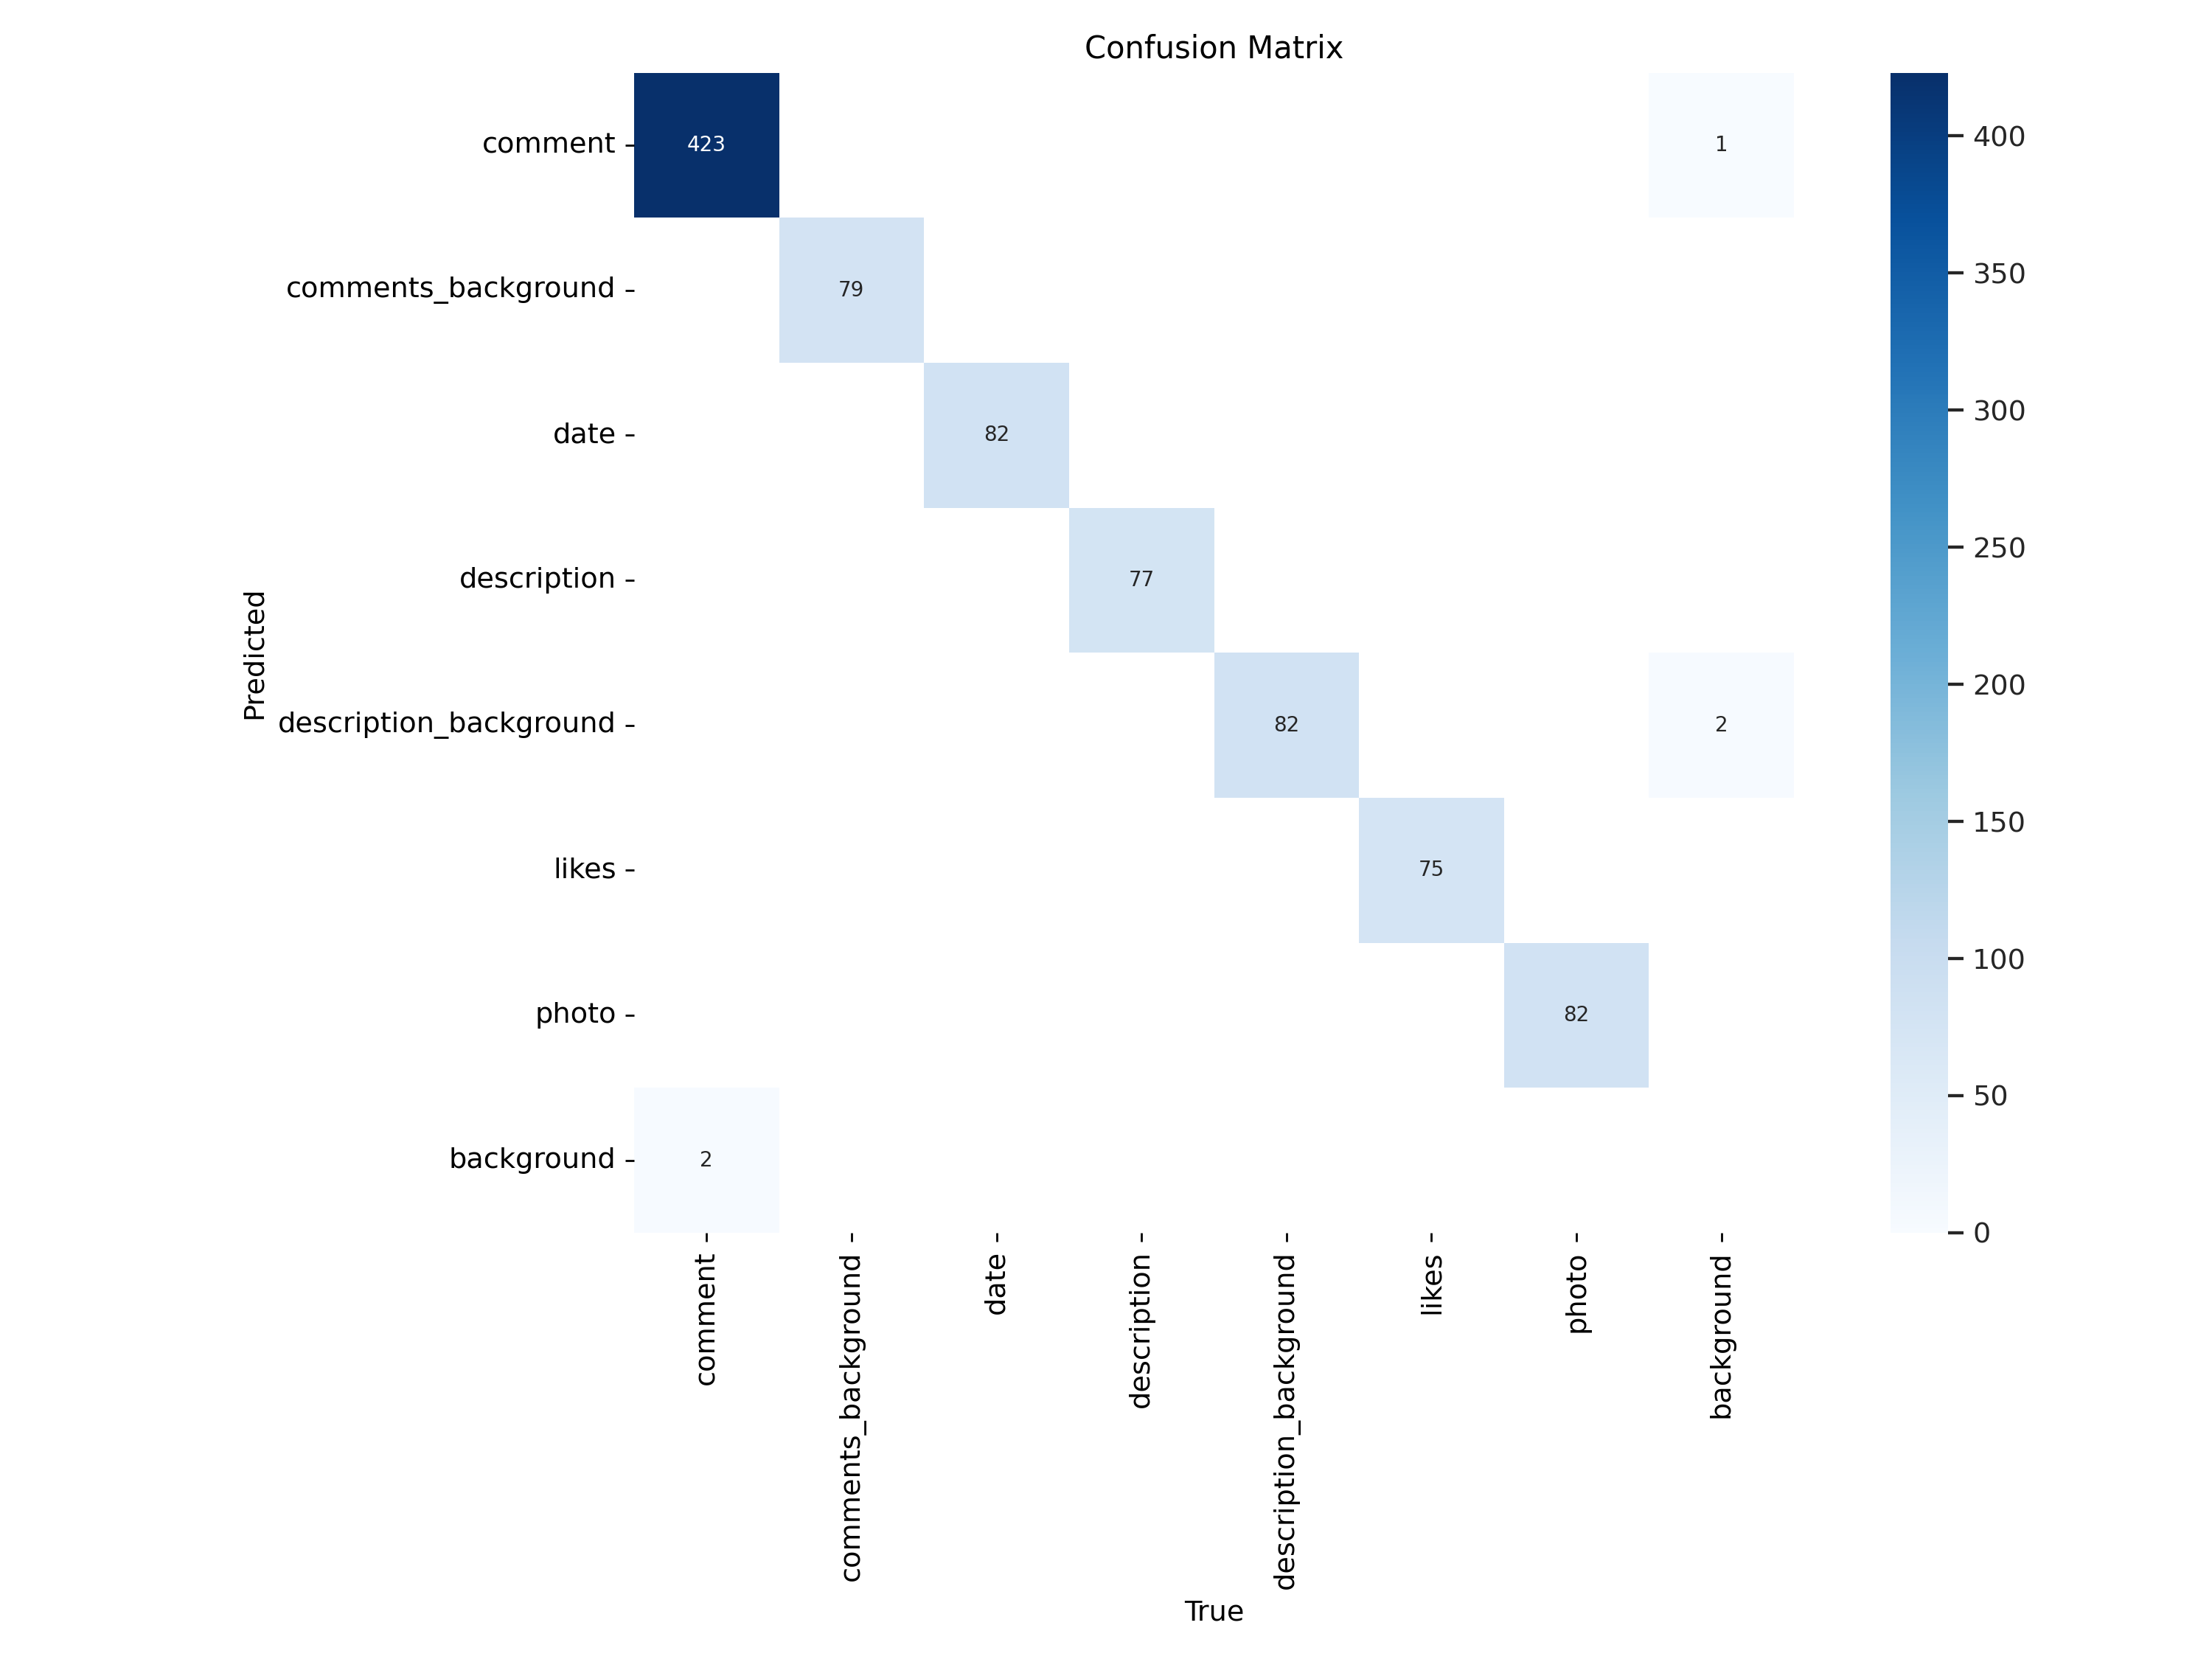 Confusion Matrix
comment
423
1
400
350
comments_background
79
300
date
82
250
description
77
Predicted
200
description_background
82
2
150
likes
75
100
photo
82
50
background
2
0
comment
comments_background
date
description
description_background
likes
photo
background
True